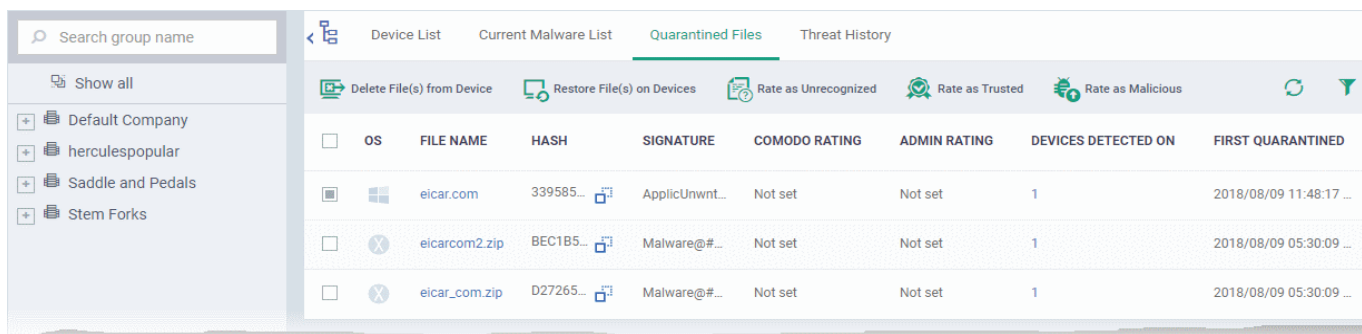 Search group name
Show all
Default Company
herculespopular
Saddle and Pedals
Stem Forks
Device List Current Malware List Quarantined Files Threat History
Delete File(s) from Device Restore File(s) on Devices Rate as Unrecognized Rate as Trusted Rate as Malicious
OS FILE NAME HASH SIGNATURE COMODO RATING ADMIN RATING DEVICES DETECTED ON FIRST QUARANTINED
eicar.com 339585... ApplicUnwnt... Not set Not set 1 2018/08/09 11:48:17 ...
eicarcom2.zip BEC1B5... Malware@#... Not set Not set 1 2018/08/09 05:30:09 ...
eicar_com.zip D27265... Malware@#... Not set Not set 1 2018/08/09 05:30:09 ...